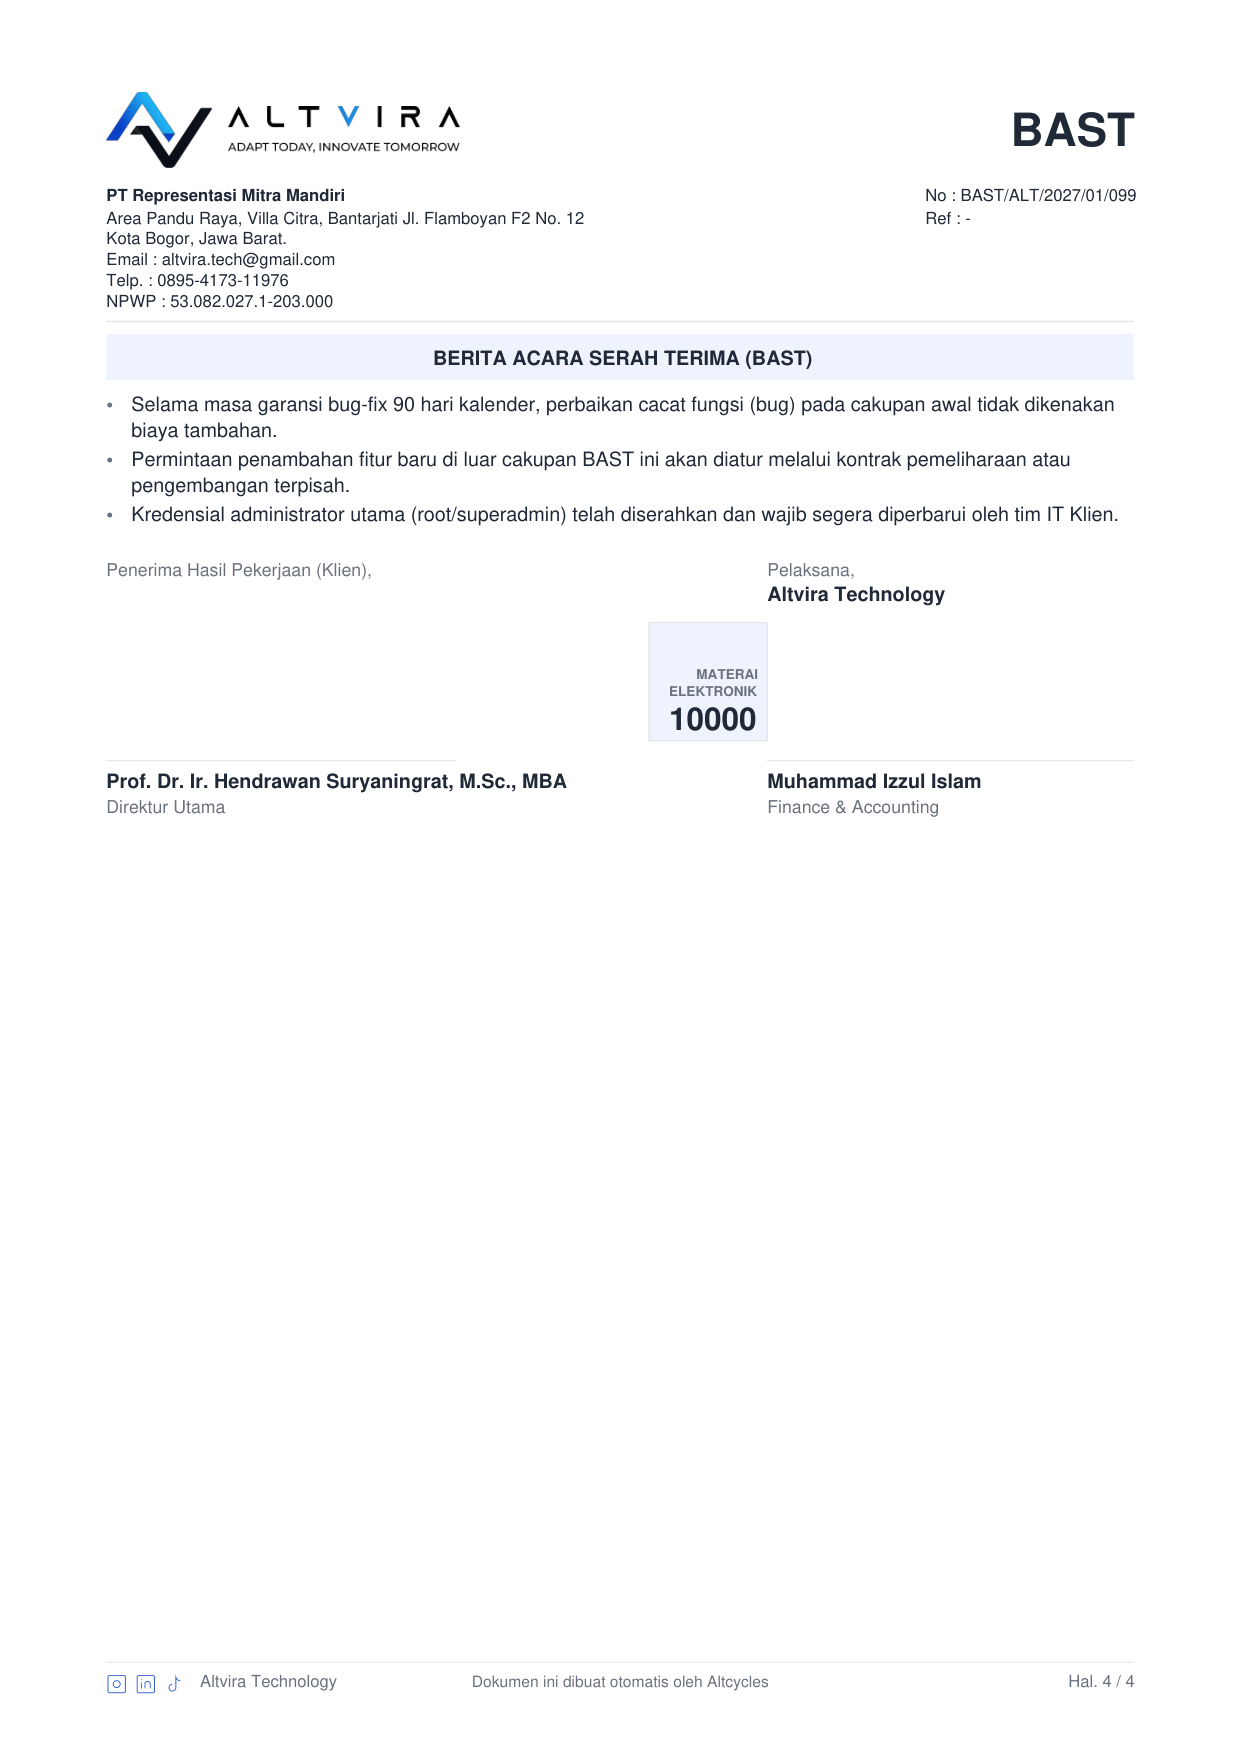 ALTVIRA
ADAPT TODAY, INNOVATE TOMORROW
BAST
PT Representasi Mitra Mandiri
Area Pandu Raya, Villa Citra, Bantarjati Jl. Flamboyan F2 No. 12
Kota Bogor, Jawa Barat.
Email : altvira.tech@gmail.com
Telp. : 0895-4173-11976
NPWP : 53.082.027.1-203.000
No : BAST/ALT/2027/01/099
Ref : -
BERITA ACARA SERAH TERIMA (BAST)
• Selama masa garansi bug-fix 90 hari kalender, perbaikan cacat fungsi (bug) pada cakupan awal tidak dikenakan
biaya tambahan.
• Permintaan penambahan fitur baru di luar cakupan BAST ini akan diatur melalui kontrak pemeliharaan atau
pengembangan terpisah.
• Kredensial administrator utama (root/superadmin) telah diserahkan dan wajib segera diperbarui oleh tim IT Klien.
Penerima Hasil Pekerjaan (Klien),
Pelaksana,
Altvira Technology
MATERAI
ELEKTRONIK
10000
Prof. Dr. Ir. Hendrawan Suryaningrat, M.Sc., MBA
Direktur Utama
Muhammad Izzul Islam
Finance & Accounting
Altvira Technology
Dokumen ini dibuat otomatis oleh Altcycles
Hal. 4 / 4